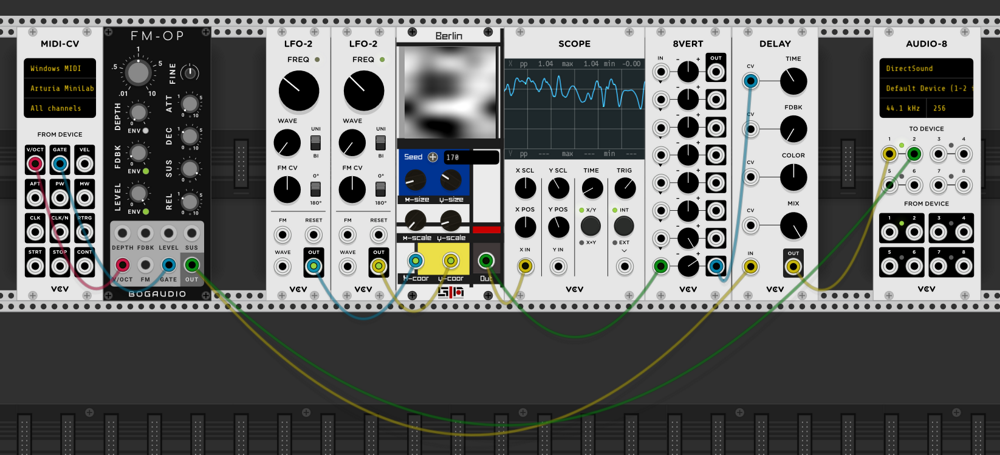 MIDI-CV
Windows MIDI
Arturia MiniLab
All channels
FROM DEVICE
V/OCT GATE VEL
AFT PW MW
CLK CLK/N RTRG
STRT STOP CONT
VCV
FM-OP
1
.5 5
.01 10
FINE
DEPTH
ATT
0 5 10
ENV
FDBK
DEC
ENV
SUS
LEVEL
REL
ENV
DEPTH FDBK LEVEL SUS
V/OCT FM GATE OUT
BOGAUDIO
LFO-2
FREQ
WAVE
UNI
BI
FM CV
0°
180°
FM RESET
WAVE OUT
VCV
LFO-2
FREQ
WAVE
UNI
BI
FM CV
0°
180°
FM RESET
WAVE OUT
VCV
Berlin
Seed 170
x-size y-size
x-scale y-scale
x-coor y-coor Out
SCOPE
X pp 1.04 max 1.04 min -0.00
Y pp --- max --- min ---
X SCL Y SCL TIME TRIG
X POS Y POS X/Y INT
X×Y EXT
X IN Y IN
VCV
8VERT
IN OUT
VCV
DELAY
CV TIME
FDBK
CV
COLOR
CV
MIX
CV
IN OUT
VCV
AUDIO-8
DirectSound
Default Device (1-2
44.1 kHz 256
TO DEVICE
1 2 3 4
5 6 7 8
FROM DEVICE
1 2 3 4
5 6 7 8
VCV